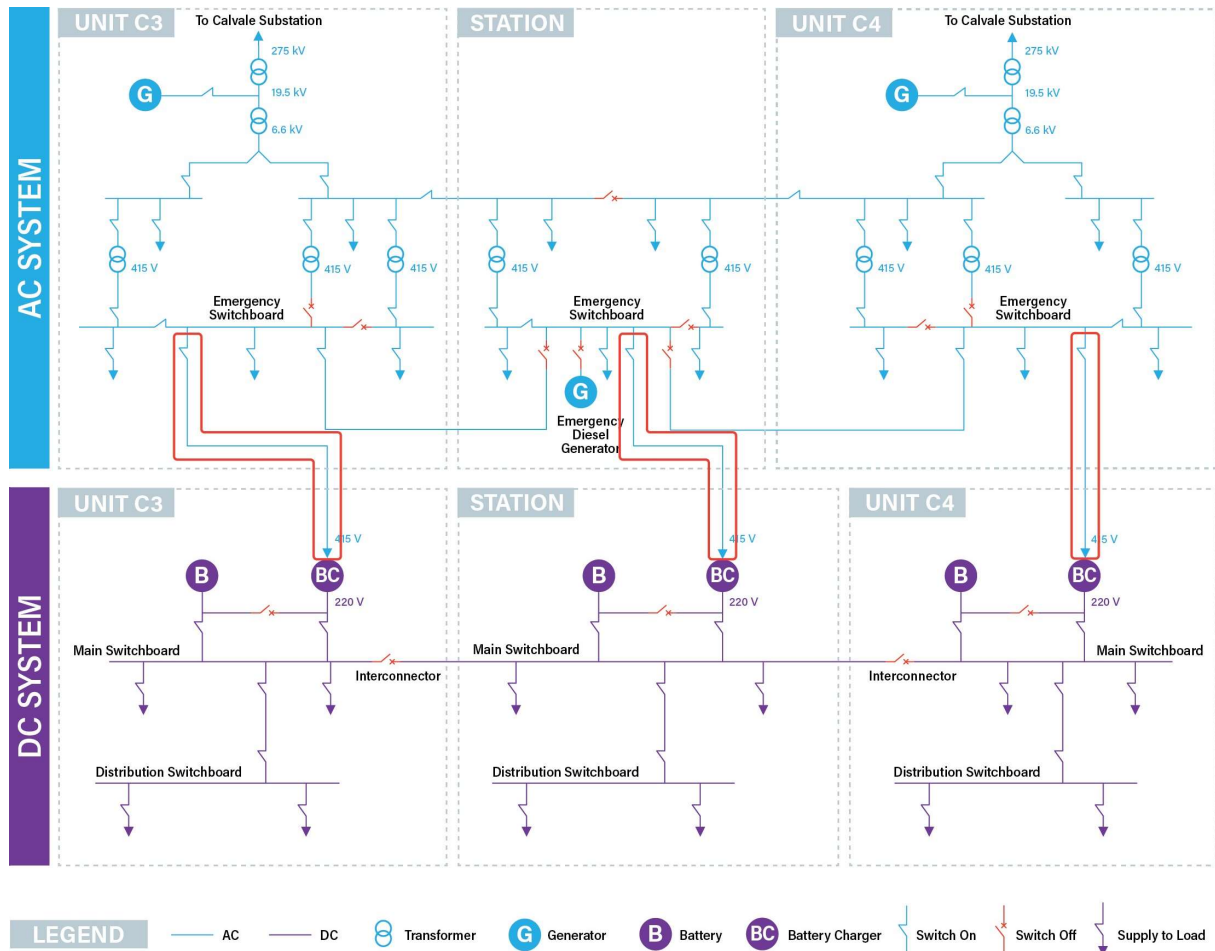 AC SYSTEM
UNIT C3
To Calvale Substation
275 kV
G
19.5 kV
6.6 kV
415 V
415 V
415 V
Emergency
Switchboard
STATION
415 V
415 V
Emergency
Switchboard
G
Emergency
Diesel
Generator
UNIT C4
To Calvale Substation
275 kV
G
19.5 kV
6.6 kV
415 V
415 V
415 V
Emergency
Switchboard
DC SYSTEM
UNIT C3
415 V
B
BC
220 V
Main Switchboard
Interconnector
Distribution Switchboard
STATION
415 V
B
BC
220 V
Main Switchboard
Distribution Switchboard
UNIT C4
415 V
B
BC
220 V
Main Switchboard
Interconnector
Distribution Switchboard
LEGEND
AC
DC
Transformer
G
Generator
B
Battery
BC
Battery Charger
Switch On
Switch Off
Supply to Load